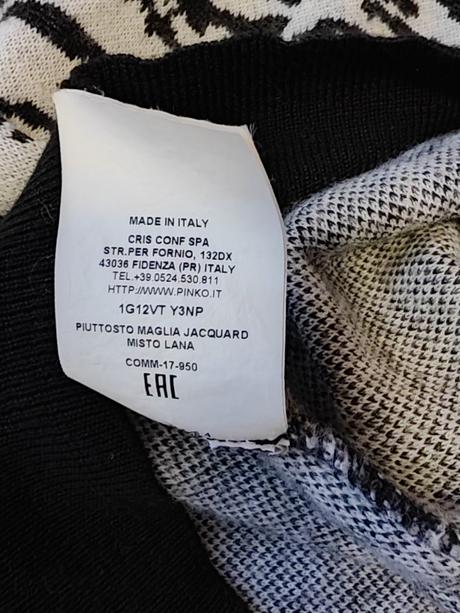 MADE IN ITALY
CRIS CONF SPA
STR.PER FORNIO, 132DX
43036 FIDENZA (PR) ITALY
TEL.+39.0524.530.811
HTTP://WWW.PINKO.IT
1G12VT Y3NP
PIUTTOSTO MAGLIA JACQUARD
MISTO LANA
COMM-17-950
EAC